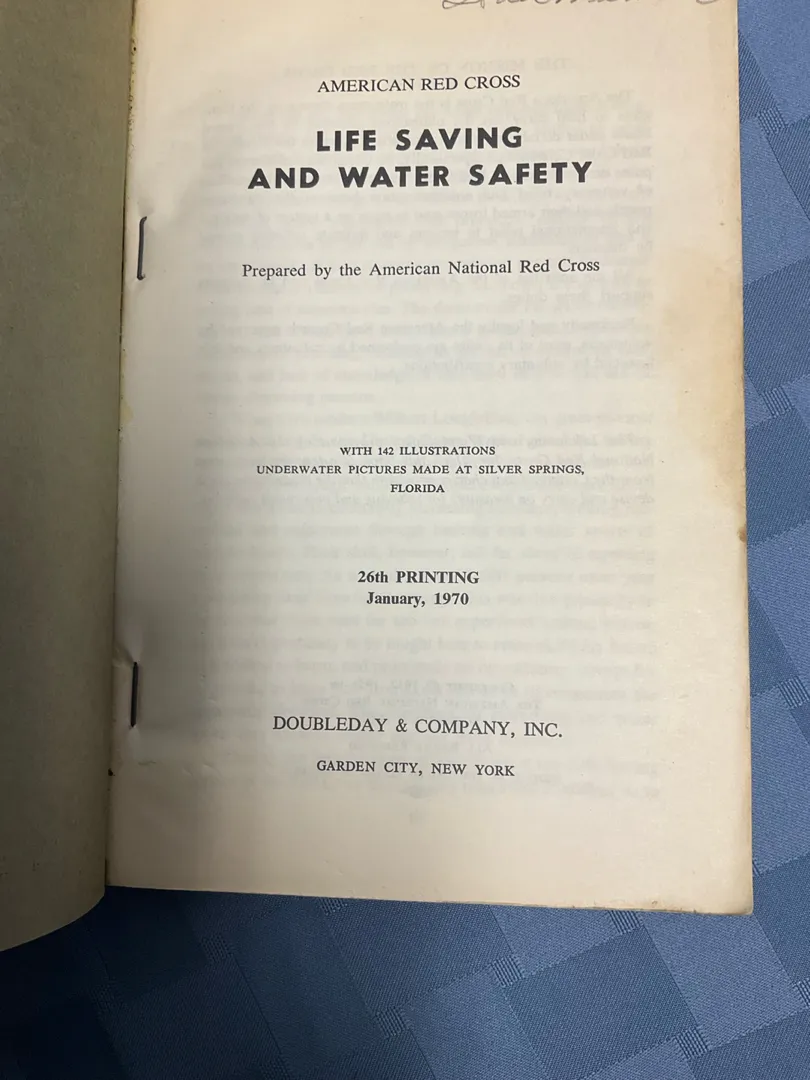 AMERICAN RED CROSS
LIFE SAVING
AND WATER SAFETY
Prepared by the American National Red Cross
WITH 142 ILLUSTRATIONS
UNDERWATER PICTURES MADE AT SILVER SPRINGS,
FLORIDA
26th PRINTING
January, 1970
DOUBLEDAY & COMPANY, INC.
GARDEN CITY, NEW YORK